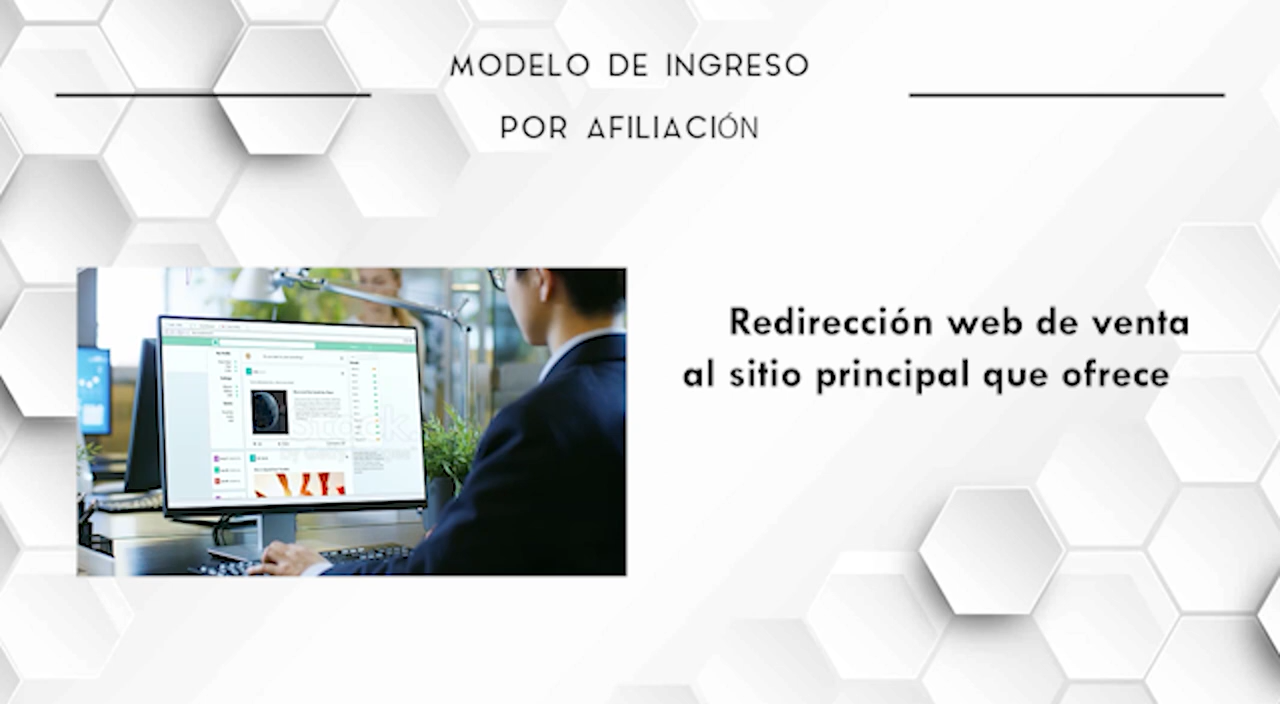 MODELO DE INGRESO
POR AFILIACIÓN
Redirección web de venta
al sitio principal que ofrece